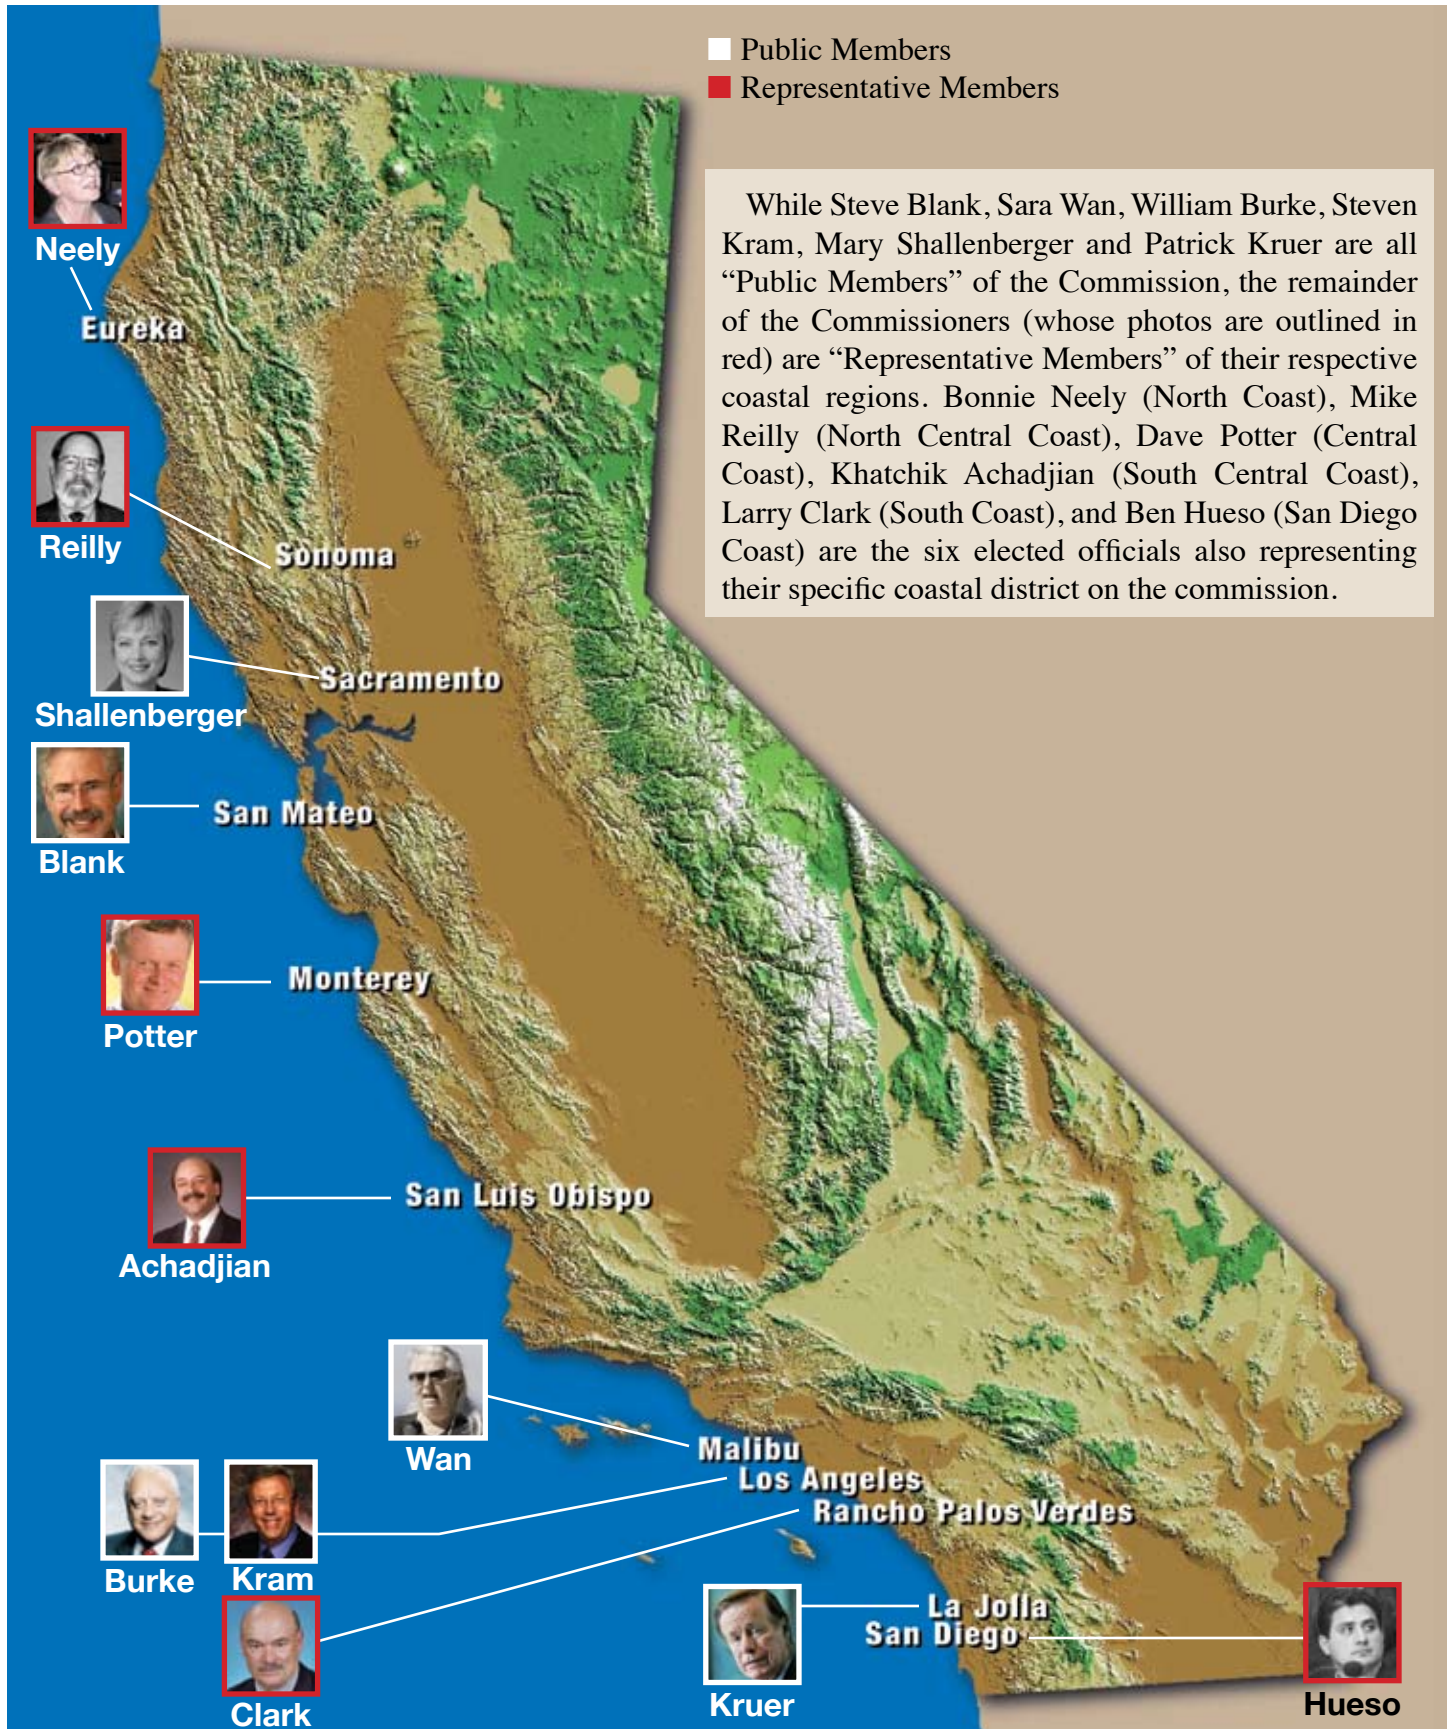 Public Members
Representative Members
While Steve Blank, Sara Wan, William Burke, Steven
Kram, Mary Shallenberger and Patrick Kruer are all
“Public Members” of the Commission, the remainder
of the Commissioners (whose photos are outlined in
red) are “Representative Members” of their respective
coastal regions. Bonnie Neely (North Coast), Mike
Reilly (North Central Coast), Dave Potter (Central
Coast), Khatchik Achadjian (South Central Coast),
Larry Clark (South Coast), and Ben Hueso (San Diego
Coast) are the six elected officials also representing
their specific coastal district on the commission.
Neely
Eureka
Reilly
Sonoma
Shallenberger
Sacramento
Blank
San Mateo
Potter
Monterey
Achadjian
San Luis Obispo
Wan
Malibu
Burke
Kram
Los Angeles
Clark
Rancho Palos Verdes
Kruer
La Jolla
San Diego
Hueso